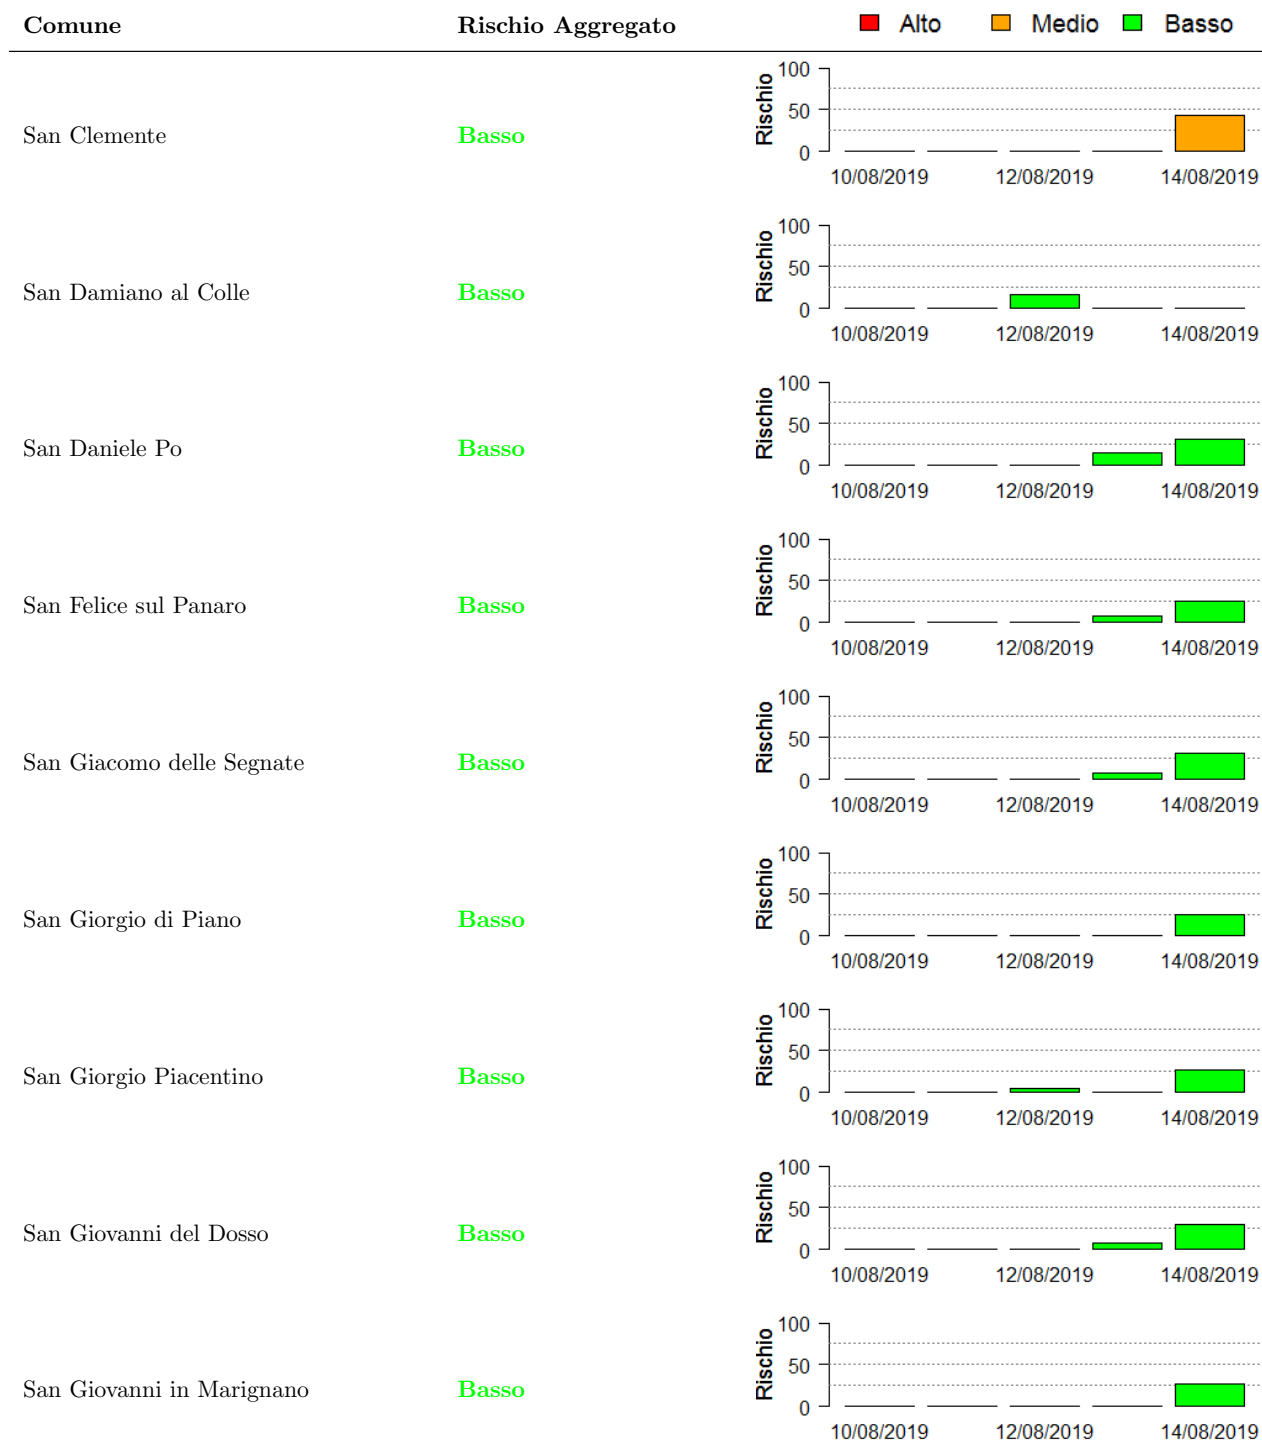 Comune Rischio Aggregato Alto Medio Basso
100
50
0
Rischio
San Clemente Basso
10/08/2019 12/08/2019 14/08/2019
100
50
0
Rischio
San Damiano al Colle Basso
10/08/2019 12/08/2019 14/08/2019
100
50
0
Rischio
San Daniele Po Basso
10/08/2019 12/08/2019 14/08/2019
100
50
0
Rischio
San Felice sul Panaro Basso
10/08/2019 12/08/2019 14/08/2019
100
50
0
Rischio
San Giacomo delle Segnate Basso
10/08/2019 12/08/2019 14/08/2019
100
50
0
Rischio
San Giorgio di Piano Basso
10/08/2019 12/08/2019 14/08/2019
100
50
0
Rischio
San Giorgio Piacentino Basso
10/08/2019 12/08/2019 14/08/2019
100
50
0
Rischio
San Giovanni del Dosso Basso
10/08/2019 12/08/2019 14/08/2019
100
50
0
Rischio
San Giovanni in Marignano Basso
10/08/2019 12/08/2019 14/08/2019